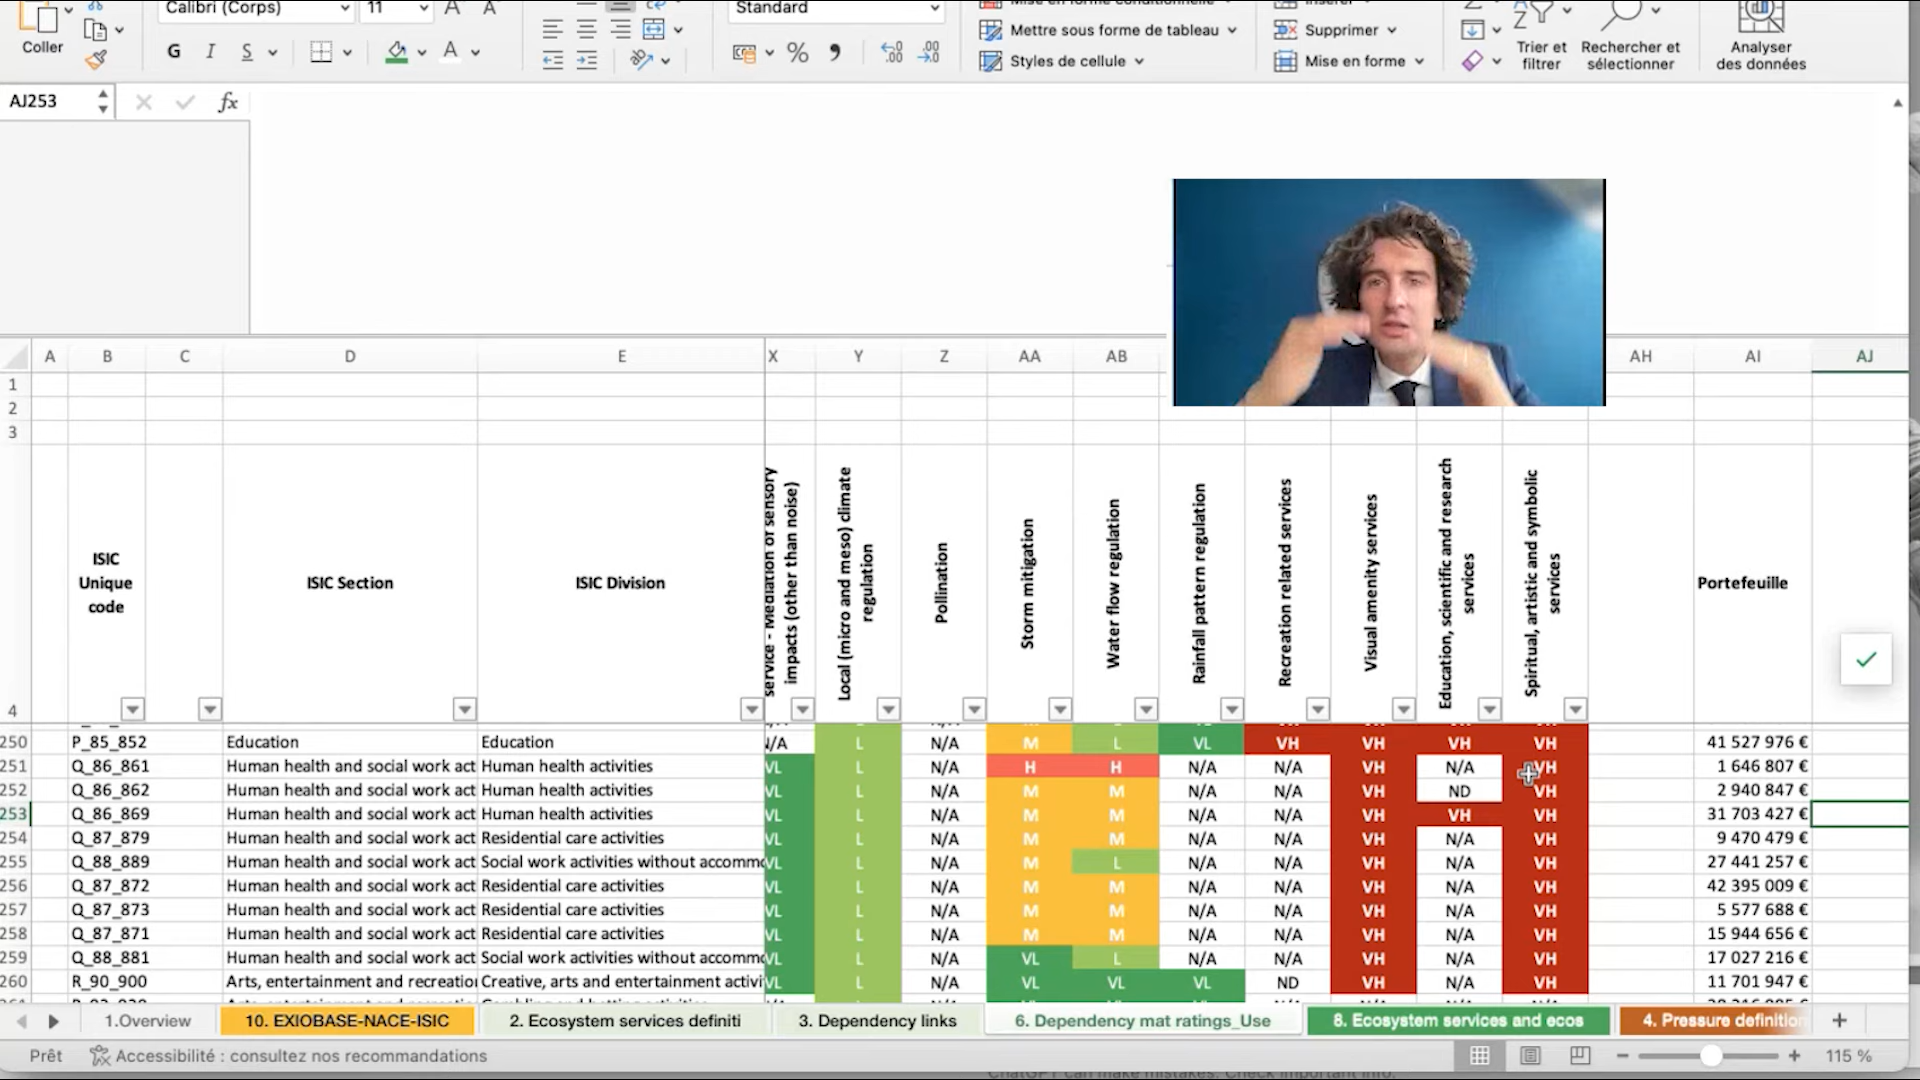 Calibri (Corps) 11 Standard
Coller
G I S
Mettre sous forme de tableau
Styles de cellule
Supprimer
Mise en forme
Trier et filtrer
Rechercher et sélectionner
Analyser des données
AJ253 fx
A B C D E X Y Z AA AB AH AI AJ
1
2
3
4
ISIC Unique code
ISIC Section
ISIC Division
impacts (other than noise)
Local (micro and meso) climate regulation
Pollination
Storm mitigation
Water flow regulation
Rainfall pattern regulation
Recreation related services
Visual amenity services
Education, scientific and research services
Spiritual, artistic and symbolic services
Portefeuille
250 P_85_852 Education Education N/A L N/A M L VL VH VH VH VH 41 527 976 €
251 Q_86_861 Human health and social work act Human health activities VL L N/A H H N/A N/A VH N/A VH 1 646 807 €
252 Q_86_862 Human health and social work act Human health activities VL L N/A M M N/A N/A VH ND VH 2 940 847 €
253 Q_86_869 Human health and social work act Human health activities VL L N/A M M N/A N/A VH VH VH 31 703 427 €
254 Q_87_879 Human health and social work act Residential care activities VL L N/A M M N/A N/A VH N/A VH 9 470 479 €
255 Q_88_889 Human health and social work act Social work activities without accomm VL L N/A M L N/A N/A VH N/A VH 27 441 257 €
256 Q_87_872 Human health and social work act Residential care activities VL L N/A M M N/A N/A VH N/A VH 42 395 009 €
257 Q_87_873 Human health and social work act Residential care activities VL L N/A M M N/A N/A VH N/A VH 5 577 688 €
258 Q_87_871 Human health and social work act Residential care activities VL L N/A M M N/A N/A VH N/A VH 15 944 656 €
259 Q_88_881 Human health and social work act Social work activities without accomm VL L N/A VL L N/A N/A VH N/A VH 17 027 216 €
260 R_90_900 Arts, entertainment and recreation Creative, arts and entertainment activi VL L N/A VL VL VL ND VH N/A VH 11 701 947 €
1.Overview 10. EXIOBASE-NACE-ISIC 2. Ecosystem services definiti 3. Dependency links 6. Dependency mat ratings_Use 8. Ecosystem services and ecos 4. Pressure definition
Prêt Accessibilité : consultez nos recommandations 115 %